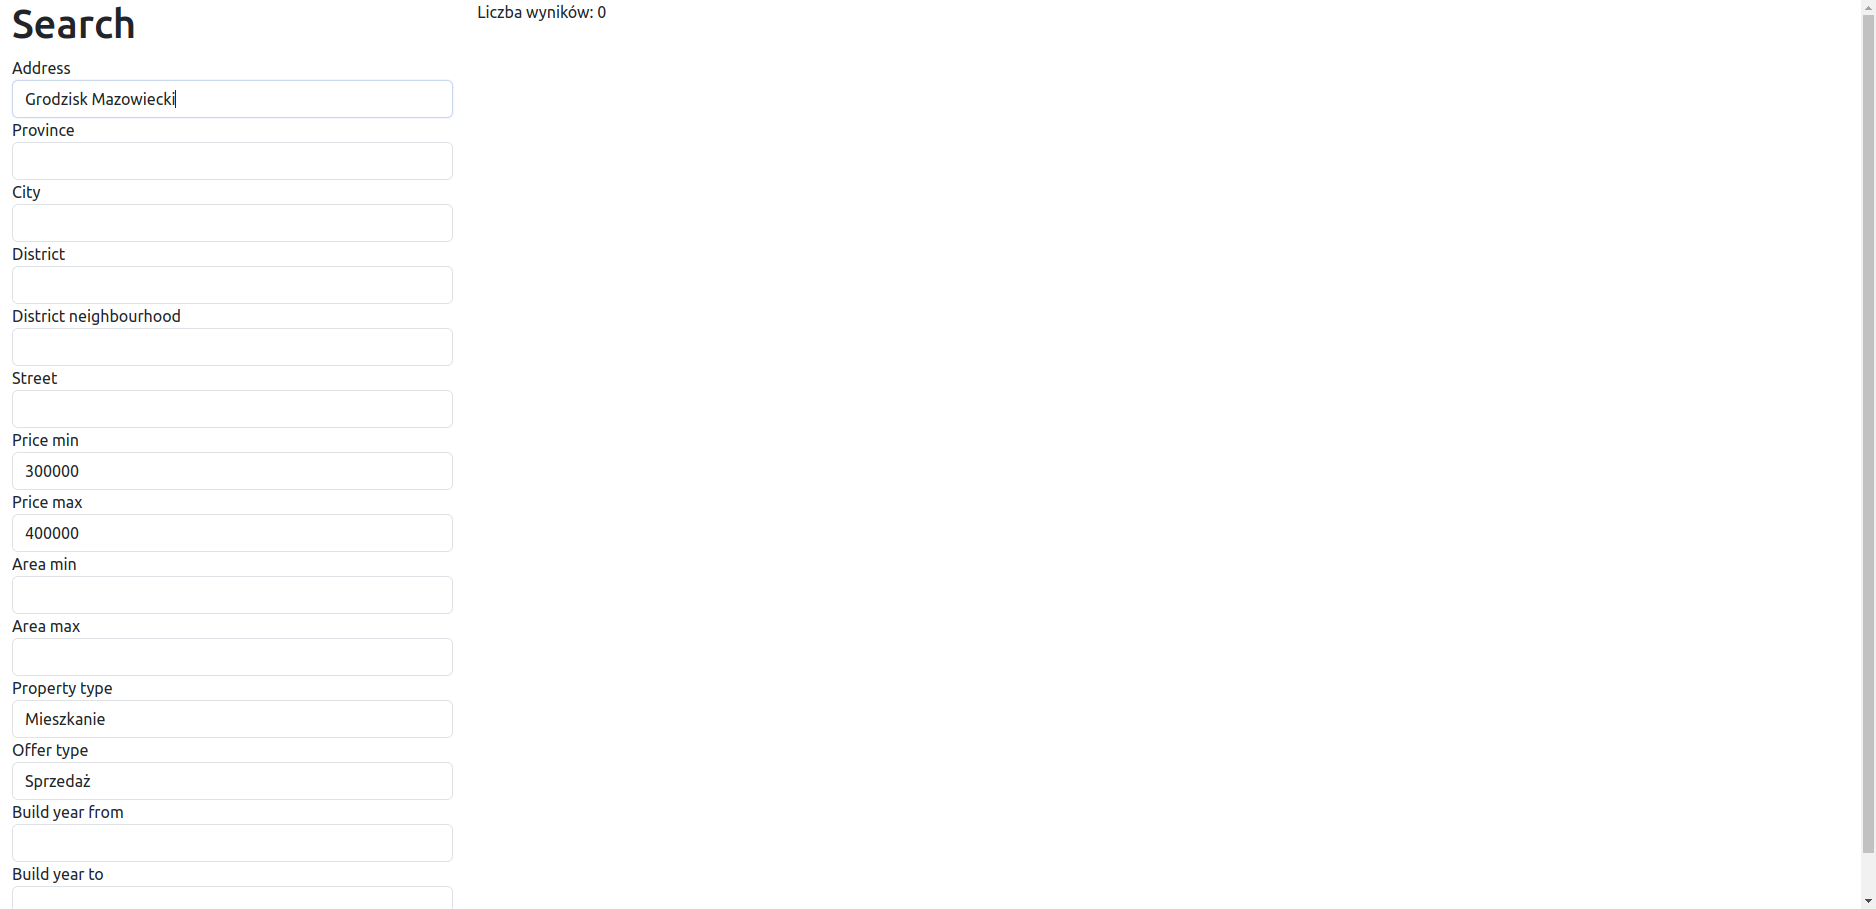 Search
Address
Grodzisk Mazowiecki
Province
City
District
District neighbourhood
Street
Price min
300000
Price max
400000
Area min
Area max
Property type
Mieszkanie
Offer type
Sprzedaż
Build year from
Build year to
Liczba wyników: 0